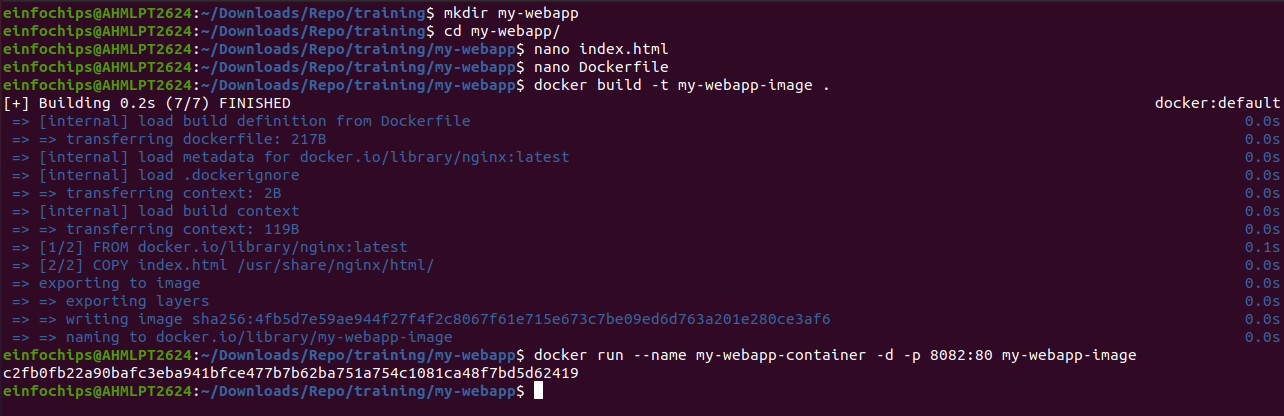 einfochips@AHMLPT2624:~/Downloads/Repo/training$ mkdir my-webapp
einfochips@AHMLPT2624:~/Downloads/Repo/training$ cd my-webapp/
einfochips@AHMLPT2624:~/Downloads/Repo/training/my-webapp$ nano index.html
einfochips@AHMLPT2624:~/Downloads/Repo/training/my-webapp$ nano Dockerfile
einfochips@AHMLPT2624:~/Downloads/Repo/training/my-webapp$ docker build -t my-webapp-image .
[+] Building 0.2s (7/7) FINISHED docker:default
=> [internal] load build definition from Dockerfile 0.0s
=> => transferring dockerfile: 217B 0.0s
=> [internal] load metadata for docker.io/library/nginx:latest 0.0s
=> [internal] load .dockerignore 0.0s
=> => transferring context: 2B 0.0s
=> [internal] load build context 0.0s
=> => transferring context: 119B 0.0s
=> [1/2] FROM docker.io/library/nginx:latest 0.1s
=> [2/2] COPY index.html /usr/share/nginx/html/ 0.0s
=> exporting to image 0.0s
=> => exporting layers 0.0s
=> => writing image sha256:4fb5d7e59ae944f27f4f2c8067f61e715e673c7be09ed6d763a201e280ce3af6 0.0s
=> => naming to docker.io/library/my-webapp-image 0.0s
einfochips@AHMLPT2624:~/Downloads/Repo/training/my-webapp$ docker run --name my-webapp-container -d -p 8082:80 my-webapp-image
c2fb0fb22a90bafc3eba941bfce477b7b62ba751a754c1081ca48f7bd5d62419
einfochips@AHMLPT2624:~/Downloads/Repo/training/my-webapp$